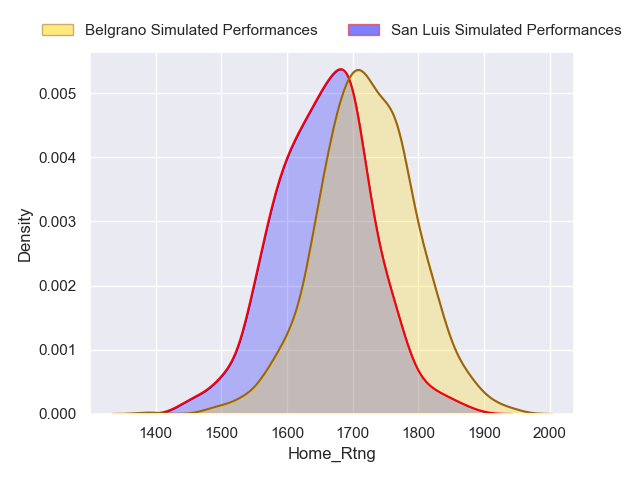 Belgrano Simulated Performances San Luis Simulated Performances
0.005
0.004
0.003
0.002
0.001
0.000
Density
1400 1500 1600 1700 1800 1900 2000
Home_Rtng